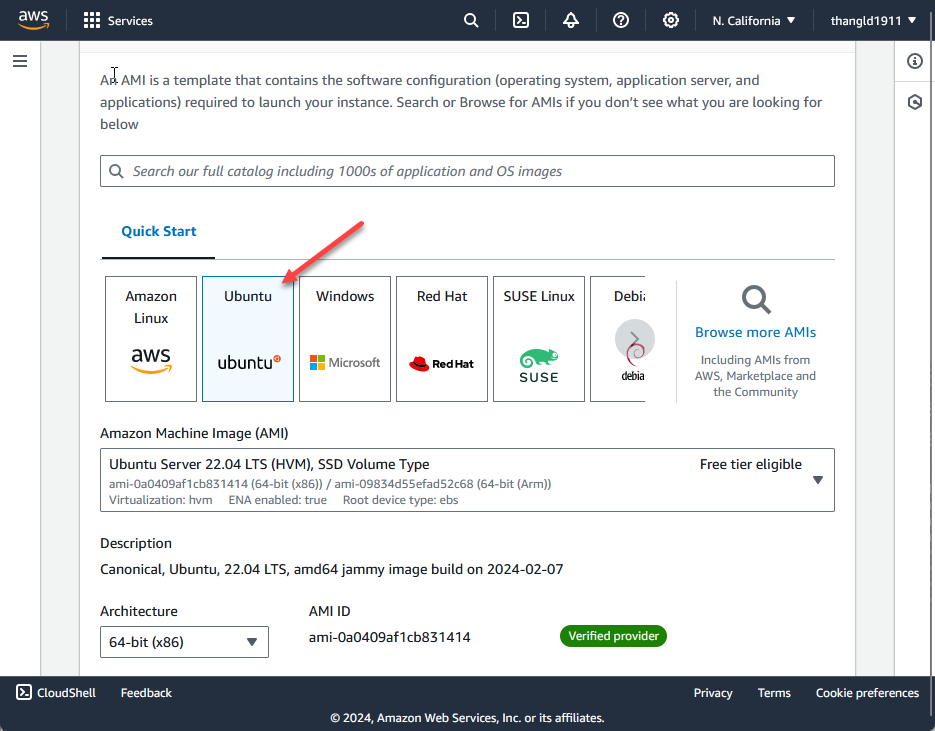 aws
Services
N. California
thangld1911
An AMI is a template that contains the software configuration (operating system, application server, and
applications) required to launch your instance. Search or Browse for AMIs if you don't see what you are looking for
below
Search our full catalog including 1000s of application and OS images
Quick Start
Amazon
Linux
aws
Ubuntu
ubuntu
Windows
Microsoft
Red Hat
Red Hat
SUSE Linux
SUSE
Debi
debia
Browse more AMIs
Including AMIs from
AWS, Marketplace and
the Community
Amazon Machine Image (AMI)
Ubuntu Server 22.04 LTS (HVM), SSD Volume Type
Free tier eligible
ami-0a0409af1cb831414 (64-bit (x86)) / ami-09834d55efad52c68 (64-bit (Arm))
Virtualization: hvm ENA enabled: true Root device type: ebs
Description
Canonical, Ubuntu, 22.04 LTS, amd64 jammy image build on 2024-02-07
Architecture
AMI ID
64-bit (x86)
ami-0a0409af1cb831414
Verified provider
CloudShell
Feedback
Privacy
Terms
Cookie preferences
© 2024, Amazon Web Services, Inc. or its affiliates.